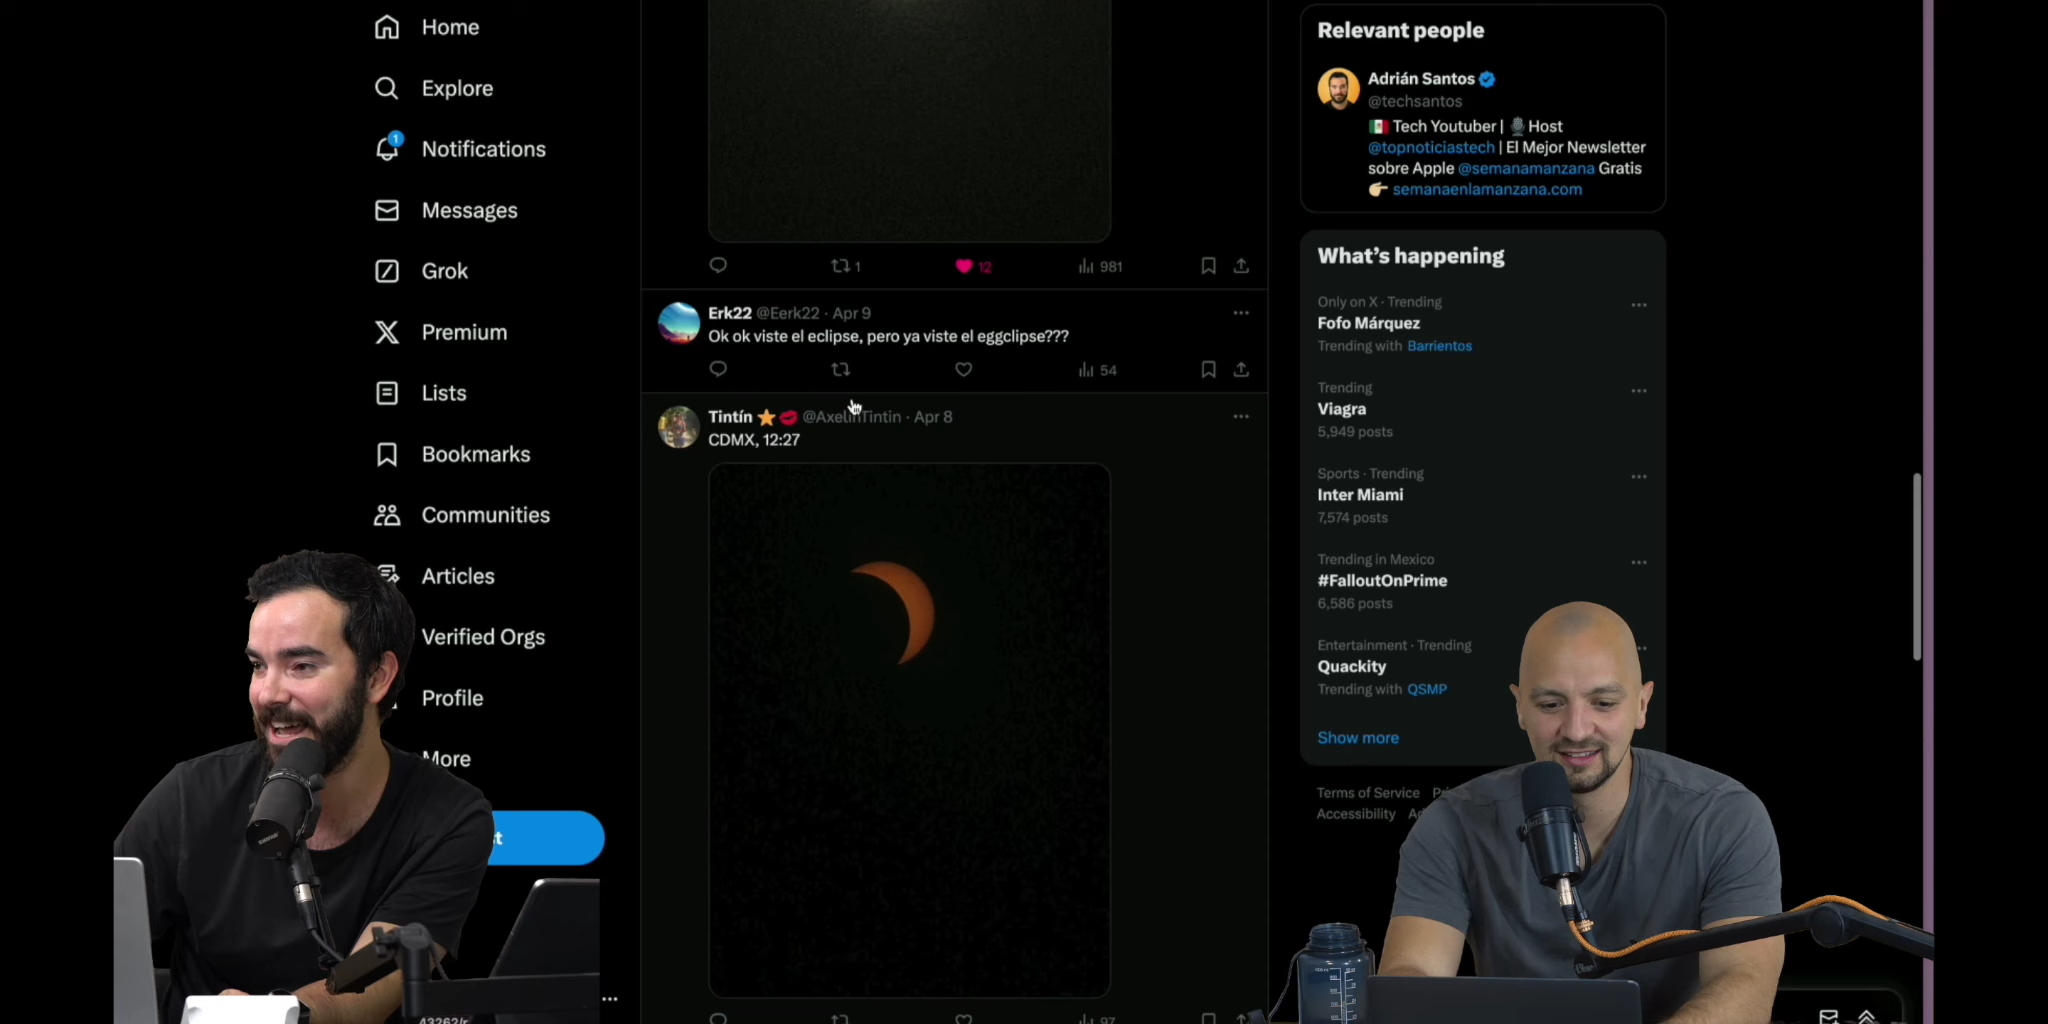 Home
Explore
1
Notifications
Messages
Grok
Premium
Lists
Bookmarks
Communities
Articles
Verified Orgs
Profile
More
1
12
981
Erk22 @Eerk22 · Apr 9
Ok ok viste el eclipse, pero ya viste el eggclipse???
54
Tintín @AxelinTintin · Apr 8
CDMX, 12:27
97
Relevant people
Adrián Santos
@techsantos
Tech Youtuber | Host
@topnoticiastech | El Mejor Newsletter
sobre Apple @semanamanzana Gratis
semanaenlamanzana.com
What's happening
Only on X · Trending
Fofo Márquez
Trending with Barrientos
Trending
Viagra
5,949 posts
Sports · Trending
Inter Miami
7,574 posts
Trending in Mexico
#FalloutOnPrime
6,586 posts
Entertainment · Trending
Quackity
Trending with QSMP
Show more
Terms of Service
Accessibility